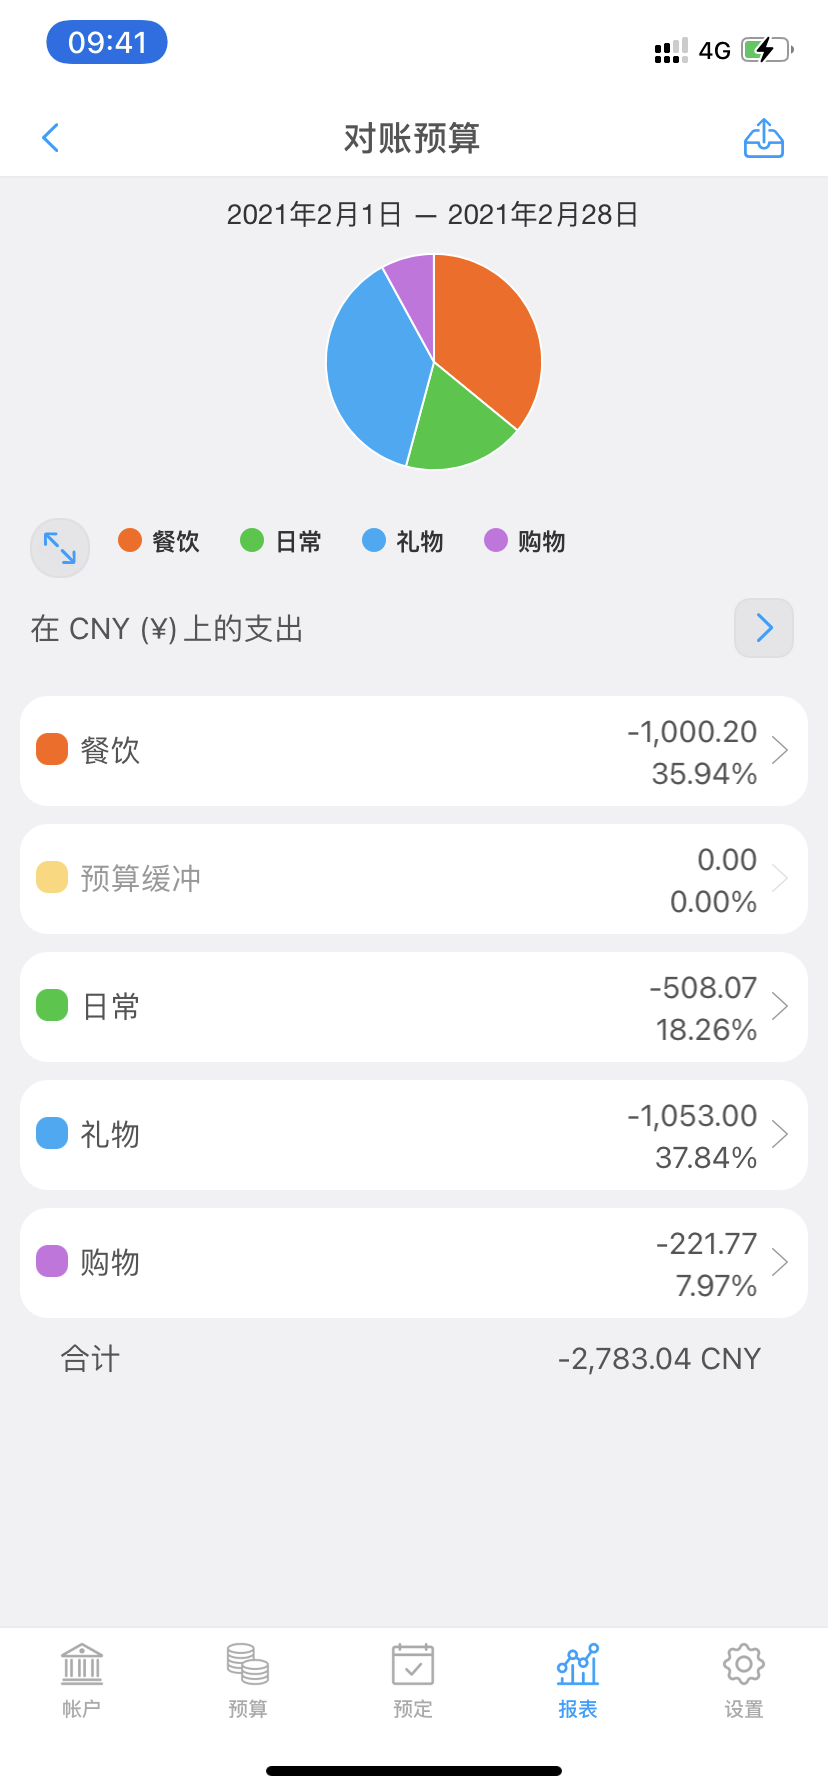 09:41
4G
对账预算
2021年2月1日 — 2021年2月28日
餐饮 日常 礼物 购物
在 CNY (¥) 上的支出
餐饮 -1,000.20
35.94%
预算缓冲 0.00
0.00%
日常 -508.07
18.26%
礼物 -1,053.00
37.84%
购物 -221.77
7.97%
合计 -2,783.04 CNY
帐户 预算 预定 报表 设置